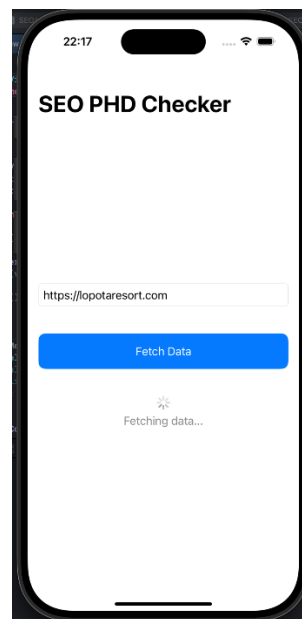 22:17
SEO PHD Checker
https://lopotaresort.com
Fetch Data
Fetching data...